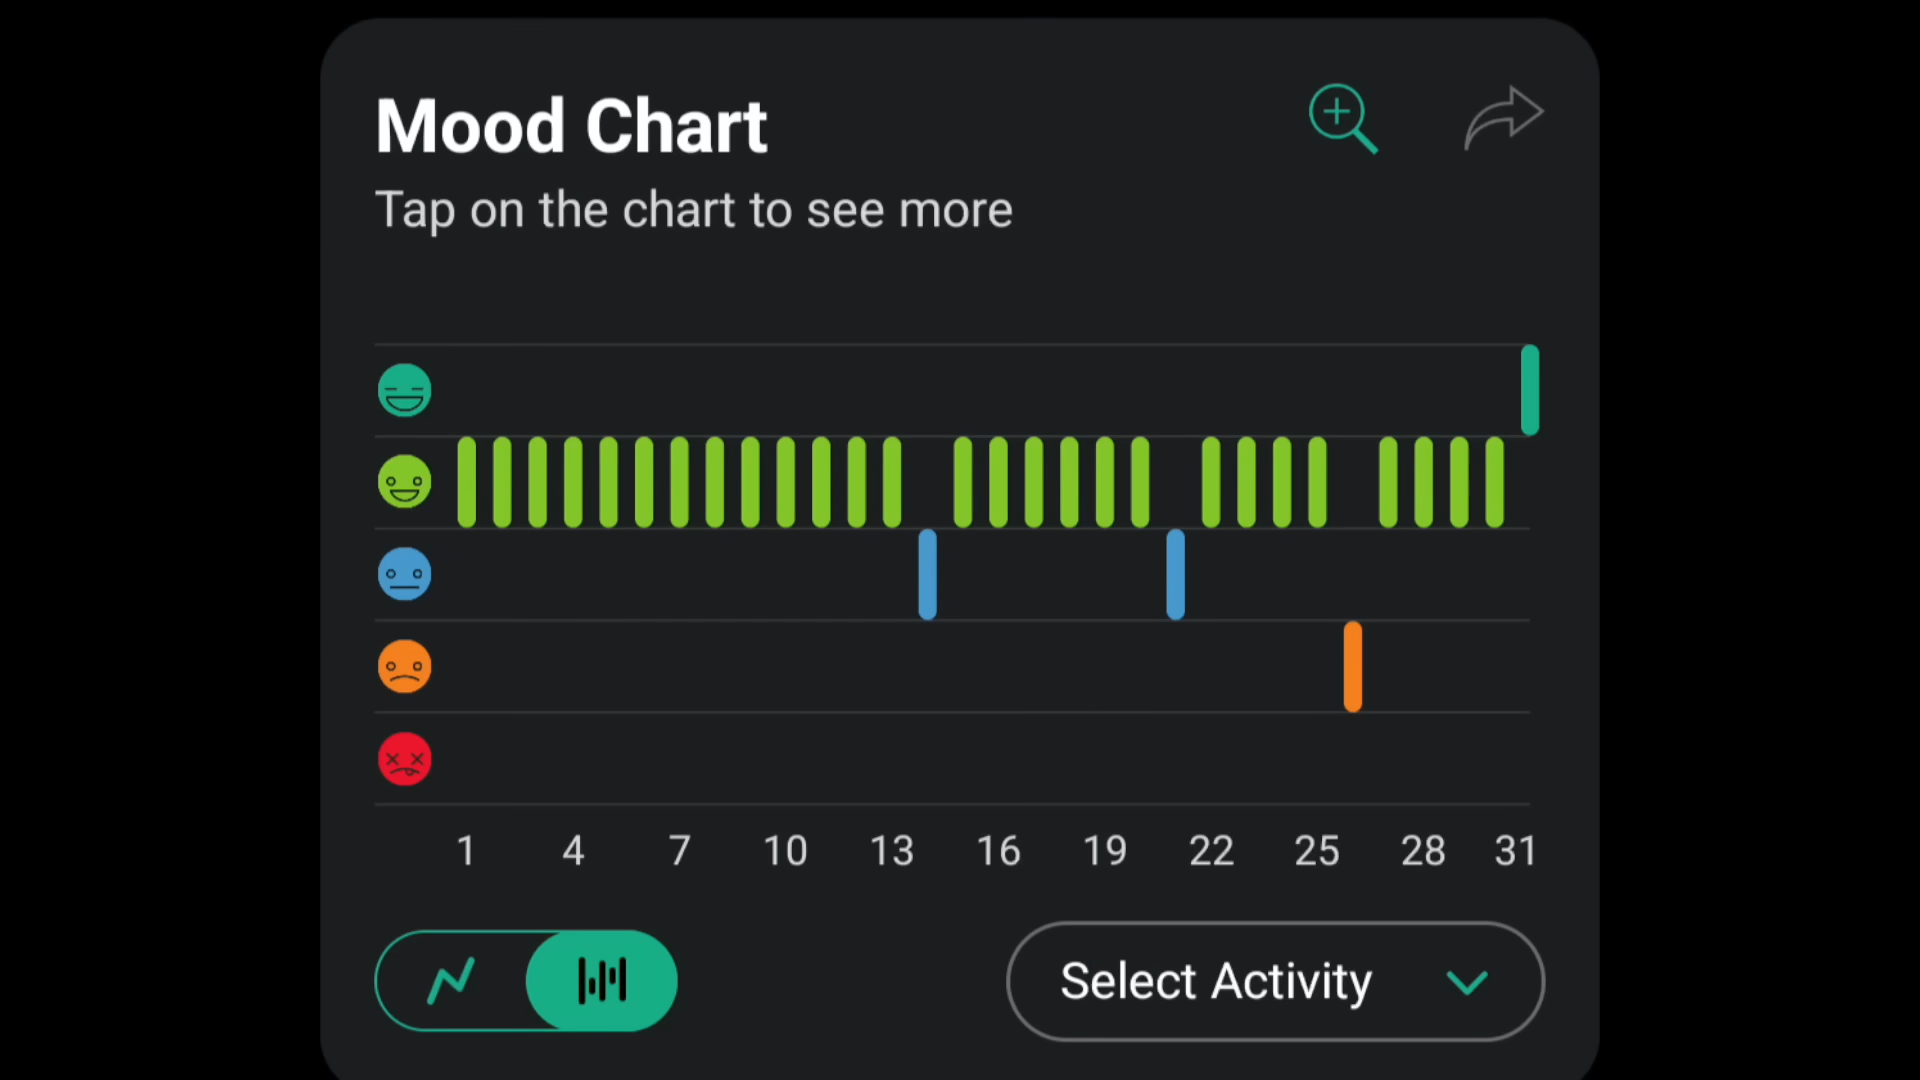 Mood Chart
Tap on the chart to see more
1 4 7 10 13 16 19 22 25 28 31
Select Activity